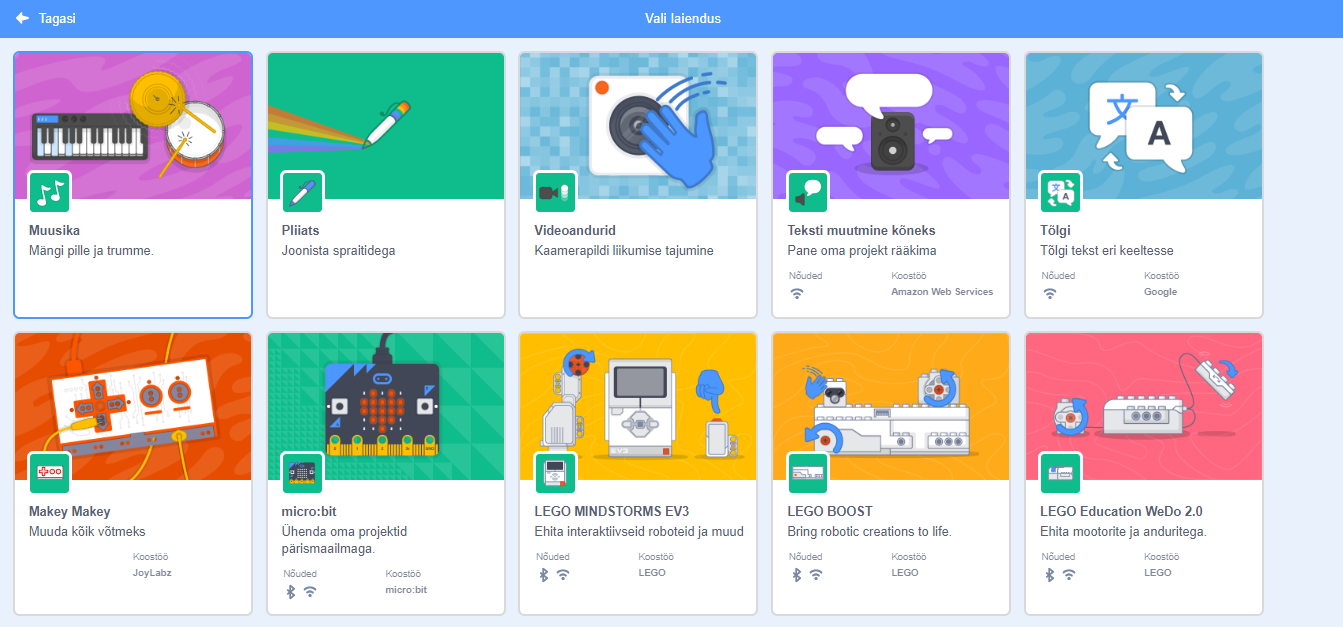 Tagasi
Vali laiendus
Muusika
Mängi pille ja trumme.
Pliiats
Joonista spraitidega
Videoandurid
Kaamerapildi liikumise tajumine
Teksti muutmine kõneks
Pane oma projekt rääkima
Nõuded
Koostöö
Amazon Web Services
文
A
Tõlgi
Tõlgi tekst eri keeltesse
Nõuded
Koostöö
Google
Makey Makey
Muuda kõik võtmeks
Koostöö
JoyLabz
micro:bit
Ühenda oma projektid
pärismaailmaga.
Nõuded
Koostöö
micro:bit
EV3
LEGO MINDSTORMS EV3
Ehita interaktiivseid roboteid ja muud
Nõuded
Koostöö
LEGO
LEGO BOOST
Bring robotic creations to life.
Nõuded
Koostöö
LEGO
LEGO Education WeDo 2.0
Ehita mootorite ja anduritega.
Nõuded
Koostöö
LEGO